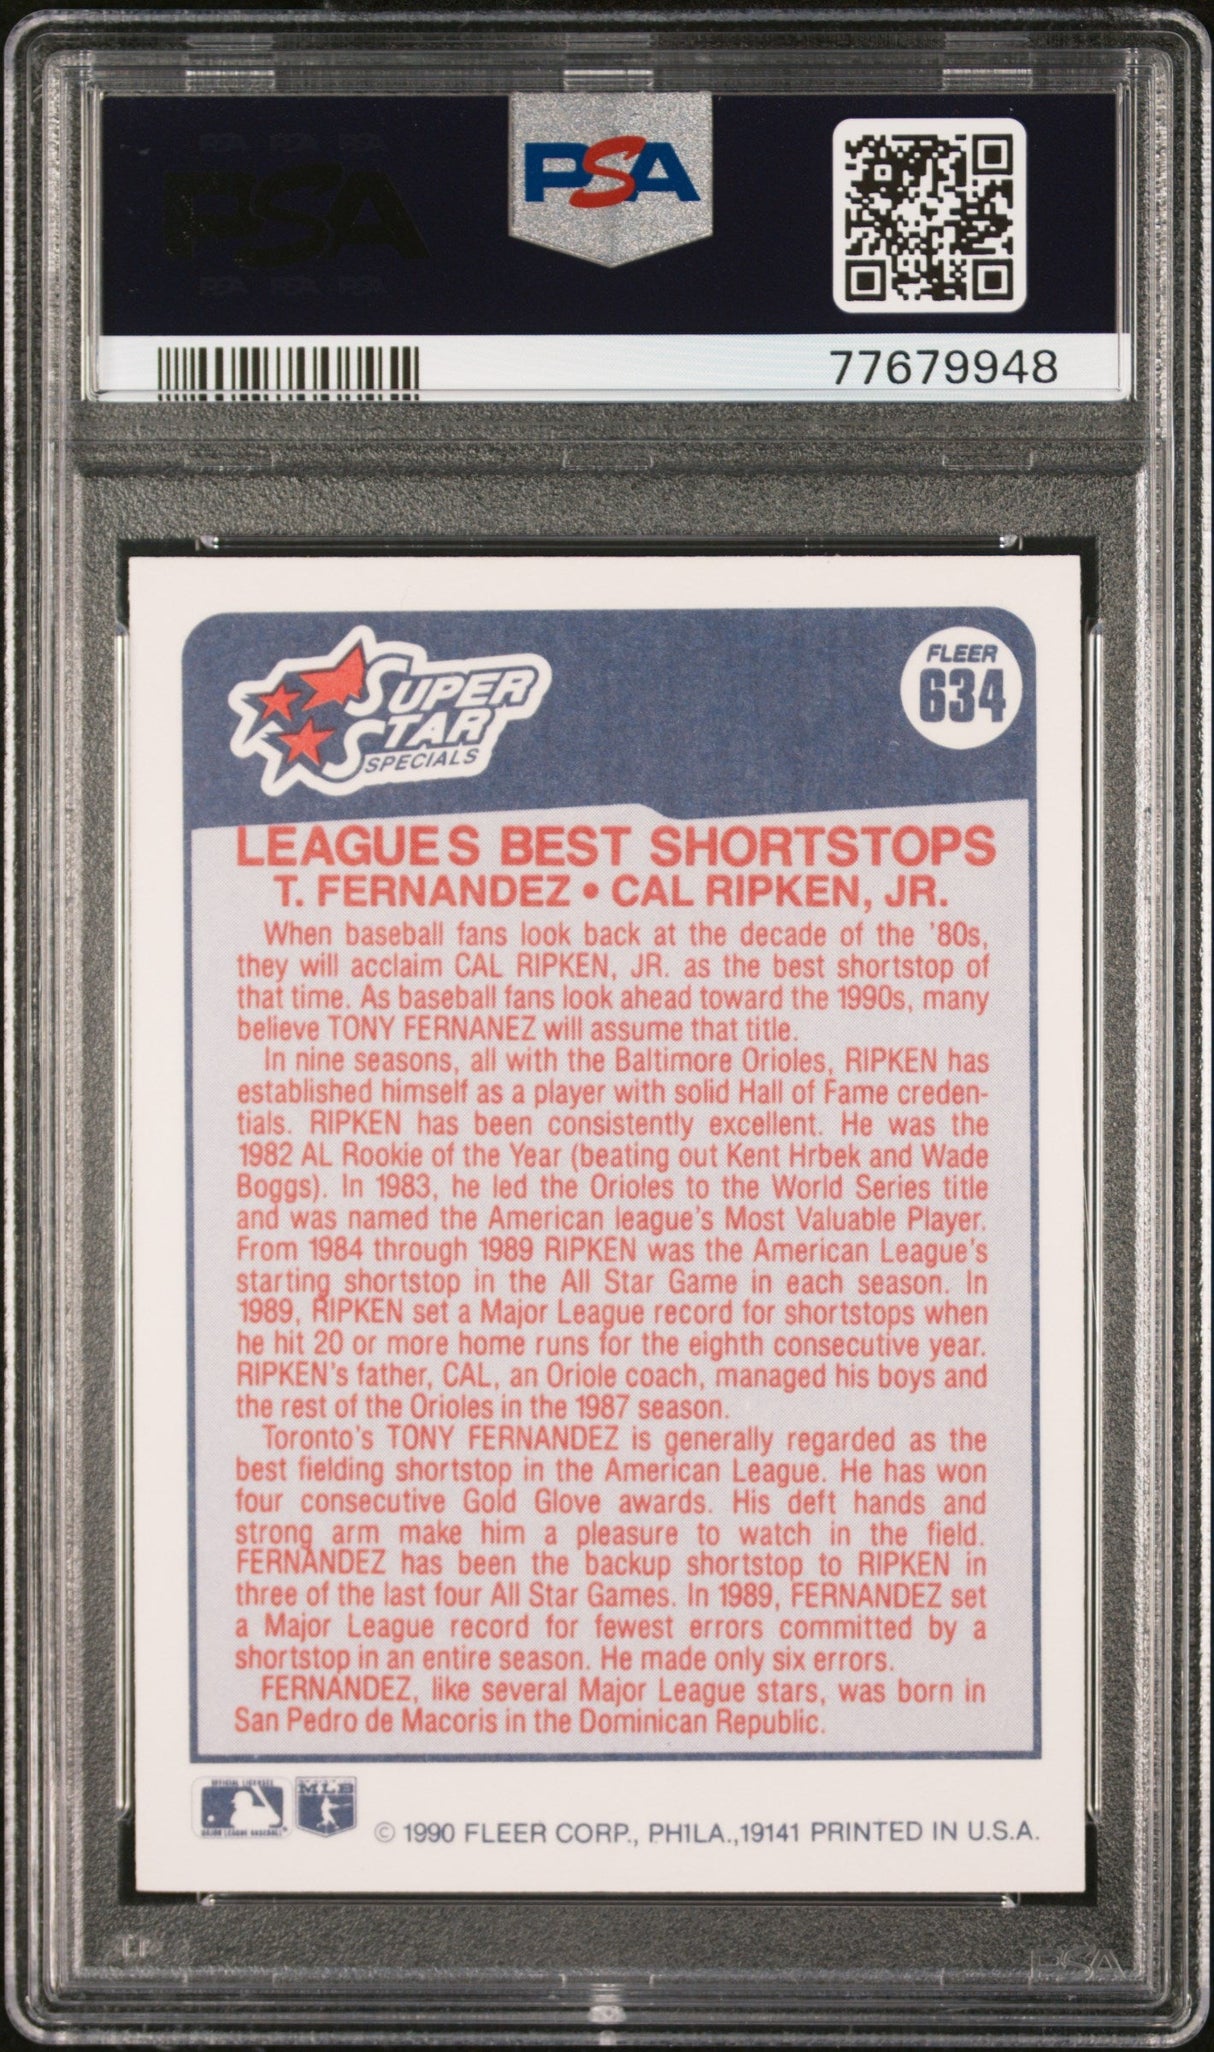 PSA
PSA
77679948
SUPER
STAR
SPECIALS
FLEER
634
LEAGUE'S BEST SHORTSTOPS
T. FERNANDEZ • CAL RIPKEN, JR.
When baseball fans look back at the decade of the '80s,
they will acclaim CAL RIPKEN, JR. as the best shortstop of
that time. As baseball fans look ahead toward the 1990s, many
believe TONY FERNANEZ will assume that title.
In nine seasons, all with the Baltimore Orioles, RIPKEN has
established himself as a player with solid Hall of Fame creden-
tials. RIPKEN has been consistently excellent. He was the
1982 AL Rookie of the Year (beating out Kent Hrbek and Wade
Boggs). In 1983, he led the Orioles to the World Series title
and was named the American league's Most Valuable Player.
From 1984 through 1989 RIPKEN was the American League's
starting shortstop in the All Star Game in each season. In
1989, RIPKEN set a Major League record for shortstops when
he hit 20 or more home runs for the eighth consecutive year.
RIPKEN's father, CAL, an Oriole coach, managed his boys and
the rest of the Orioles in the 1987 season.
Toronto's TONY FERNANDEZ is generally regarded as the
best fielding shortstop in the American League. He has won
four consecutive Gold Glove awards. His deft hands and
strong arm make him a pleasure to watch in the field.
FERNANDEZ has been the backup shortstop to RIPKEN in
three of the last four All Star Games. In 1989, FERNANDEZ set
a Major League record for fewest errors committed by a
shortstop in an entire season. He made only six errors.
FERNANDEZ, like several Major League stars, was born in
San Pedro de Macoris in the Dominican Republic.
OFFICIAL LICENSEE
MAJOR LEAGUE BASEBALL
MLB
© 1990 FLEER CORP., PHILA.,19141 PRINTED IN U.S.A.
PSA